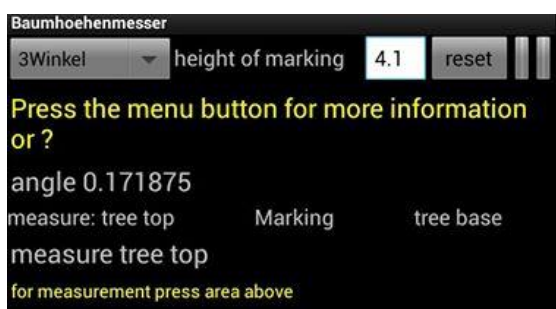 Baumhoehenmesser
3Winkel height of marking 4.1 reset
Press the menu button for more information
or ?
angle 0.171875
measure: tree top Marking tree base
measure tree top
for measurement press area above